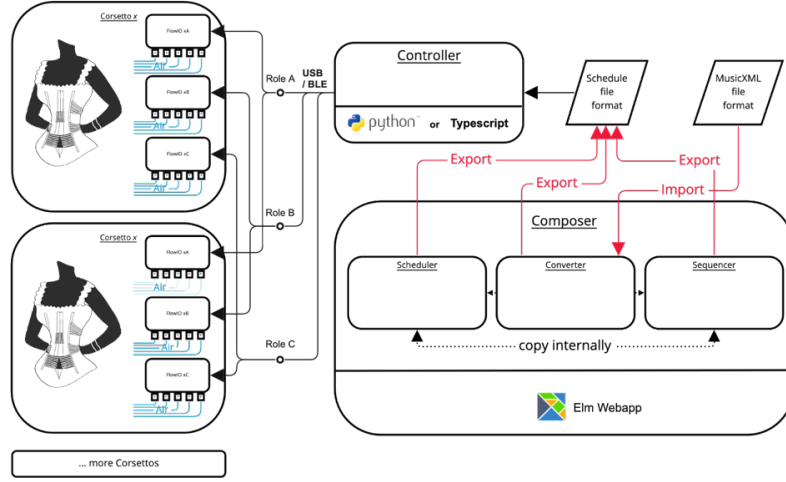 Corsetto x
FlowIO xA
Air
FlowIO xB
Air
FlowIO xC
Air
Corsetto x
FlowIO xA
Air
FlowIO xB
Air
FlowIO xC
Air
... more Corsettos
Role A
USB
/ BLE
Role B
Role C
Controller
python™ or Typescript
Schedule
file
format
MusicXML
file
format
Export
Export
Export
Import
Composer
Scheduler
Converter
Sequencer
copy internally
Elm Webapp